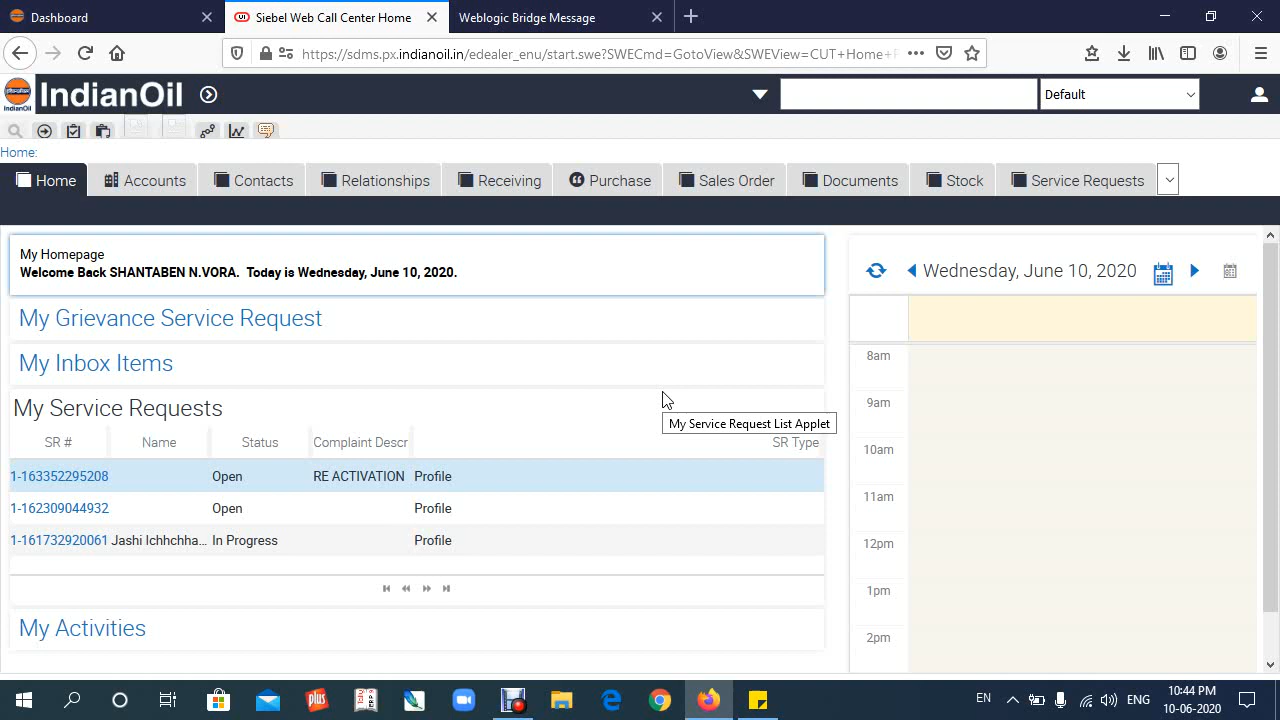 Dashboard
Siebel Web Call Center Home
Weblogic Bridge Message
https://sdms.px.indianoil.in/edealer_enu/start.swe?SWECmd=GotoView&SWEView=CUT+Home+
IndianOil
IndianOil
Default
Home:
Home
Accounts
Contacts
Relationships
Receiving
Purchase
Sales Order
Documents
Stock
Service Requests
My Homepage
Welcome Back SHANTABEN N.VORA. Today is Wednesday, June 10, 2020.
Wednesday, June 10, 2020
My Grievance Service Request
My Inbox Items
My Service Requests
My Service Request List Applet
SR # Name Status Complaint Descr SR Type
1-163352295208 Open RE ACTIVATION Profile
1-162309044932 Open Profile
1-161732920061 Jashi Ichhchha... In Progress Profile
My Activities
8am
9am
10am
11am
12pm
1pm
2pm
plus
EN
ENG
10:44 PM
10-06-2020